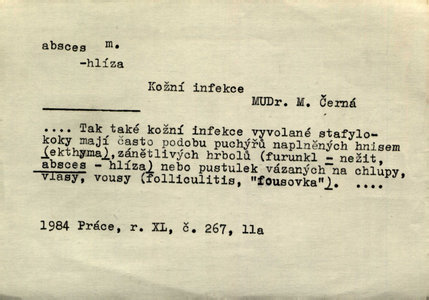 absces m.
-hlíza
Kožní infekce
MUDr. M. Černá
.... Tak také kožní infekce vyvolané stafylo-
koky mají často podobu puchýřů naplněných hnisem
(ekthyma),zánětlivých hrbolů (furunkl – nežit,
absces – hlíza) nebo pustulek vázaných na chlupy,
vlasy, vousy (folliculitis, "fousovka"). ....
1984 Práce, r. XL, č. 267, 11a